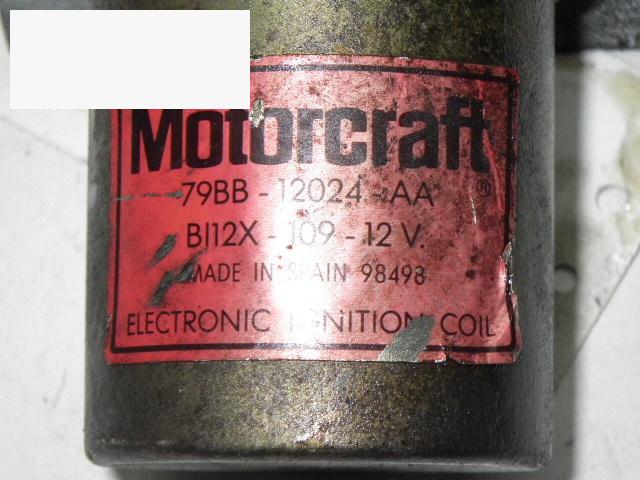 Motorcraft®
79BB - 12024 - AA
BI12X - 109 - 12 V.
MADE IN SPAIN 98498
ELECTRONIC IGNITION COIL